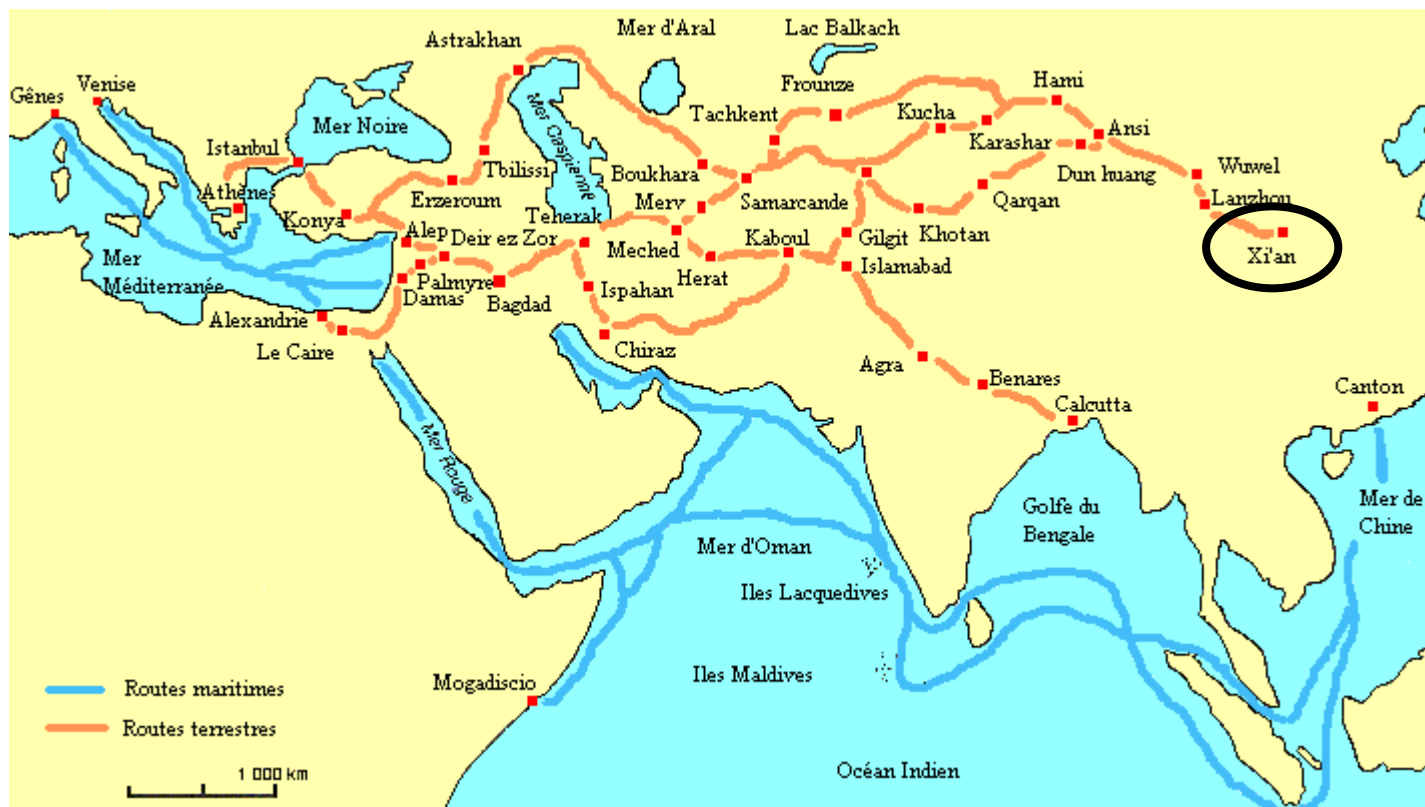 Mer d'Aral
Lac Balkach
Astrakhan
Venise
Gênes
Frounze
Hami
Tachkent
Kucha
Mer Noire
Mer Caspienne
Istanbul
Karashar
Ansi
Tbilissi
Boukhara
Dun huang
Wuwel
Athènes
Erzeroum
Merv
Samarcande
Qarqan
Lanzhou
Konya
Teherak
Alep
Deir ez Zor
Meched
Kaboul
Gilgit
Khotan
Mer
Méditerranée
Palmyre
Herat
Islamabad
Xi'an
Damas
Bagdad
Ispahan
Alexandrie
Le Caire
Chiraz
Agra
Benares
Canton
Calcutta
Mer Rouge
Golfe du
Bengale
Mer de
Chine
Mer d'Oman
Iles Lacquedives
Iles Maldives
Mogadiscio
Routes maritimes
Routes terrestres
1 000 km
Océan Indien